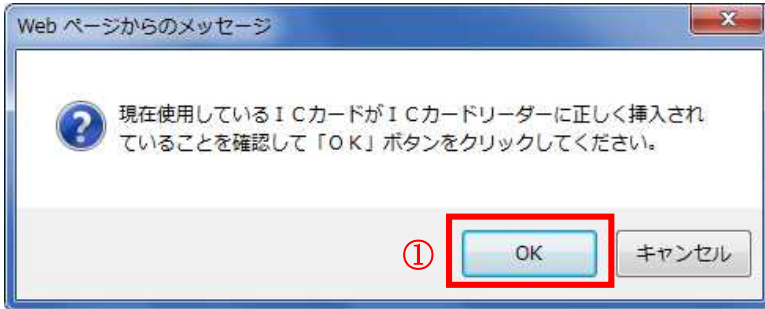 Web ページからのメッセージ
現在使用しているＩＣカードがＩＣカードリーダーに正しく挿入され
ていることを確認して「ＯＫ」ボタンをクリックしてください。
① OK キャンセル